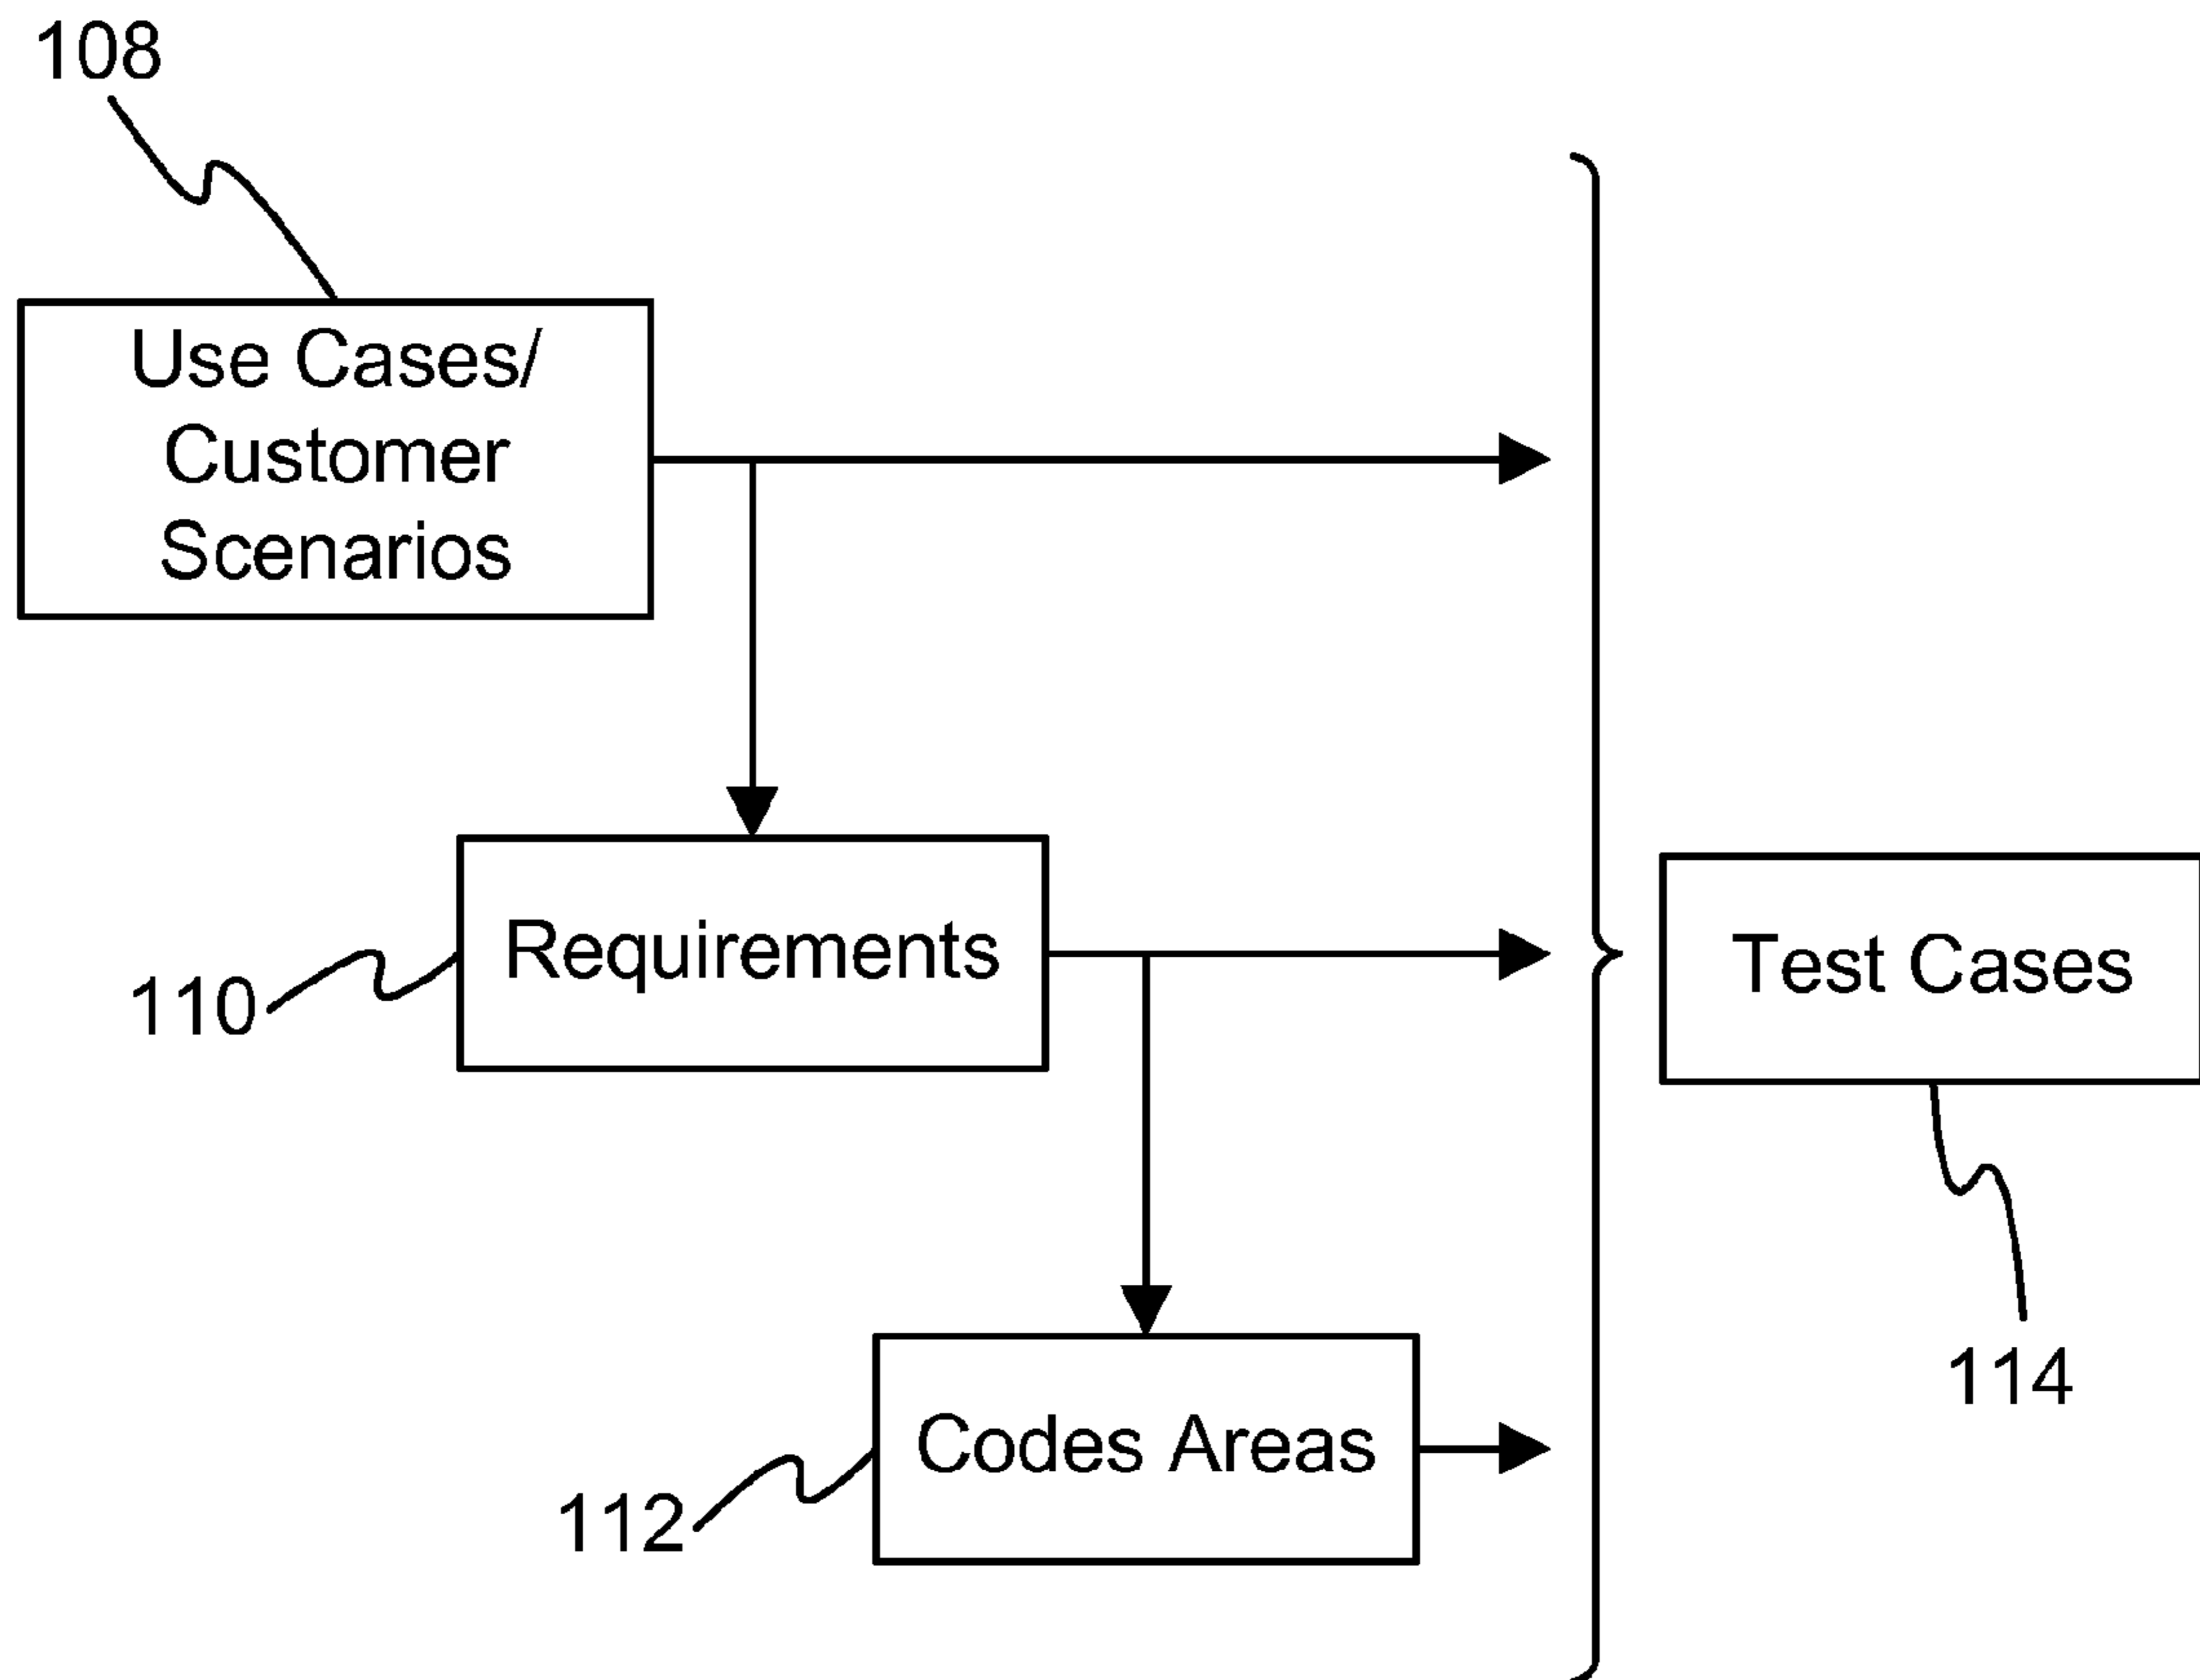 108
Use Cases/
Customer
Scenarios
Requirements
110
Test Cases
114
Codes Areas
112